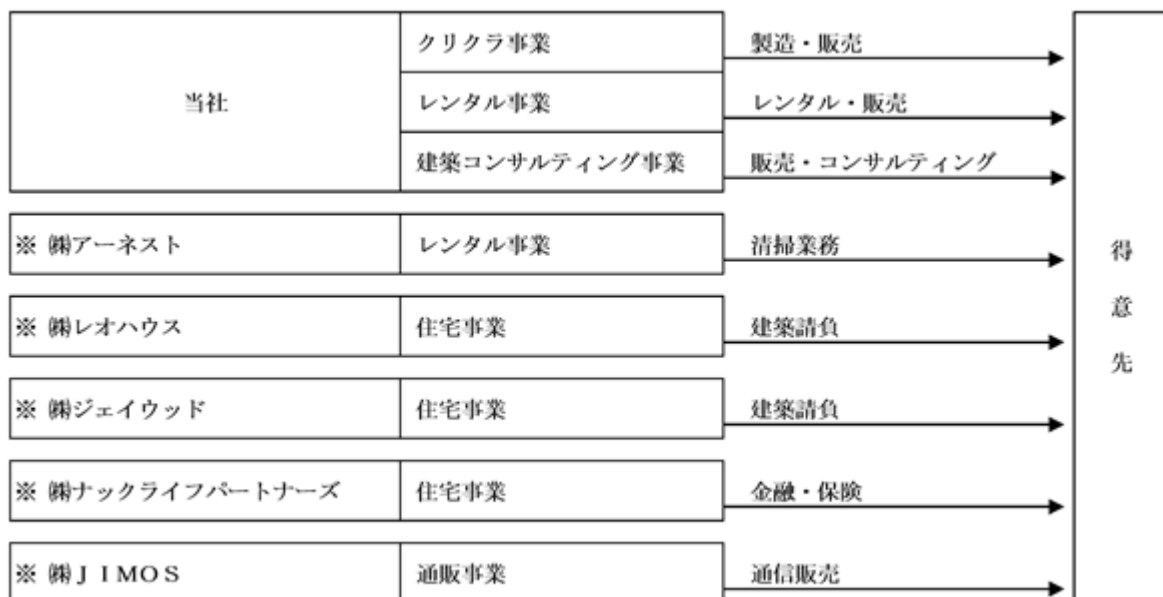 当社 クリクラ事業 製造・販売
レンタル事業 レンタル・販売
建築コンサルティング事業 販売・コンサルティング
※ ㈱アーネスト レンタル事業 清掃業務
※ ㈱レオハウス 住宅事業 建築請負
※ ㈱ジェイウッド 住宅事業 建築請負
※ ㈱ナックライフパートナーズ 住宅事業 金融・保険
※ ㈱ＪＩＭＯＳ 通販事業 通信販売
得意先